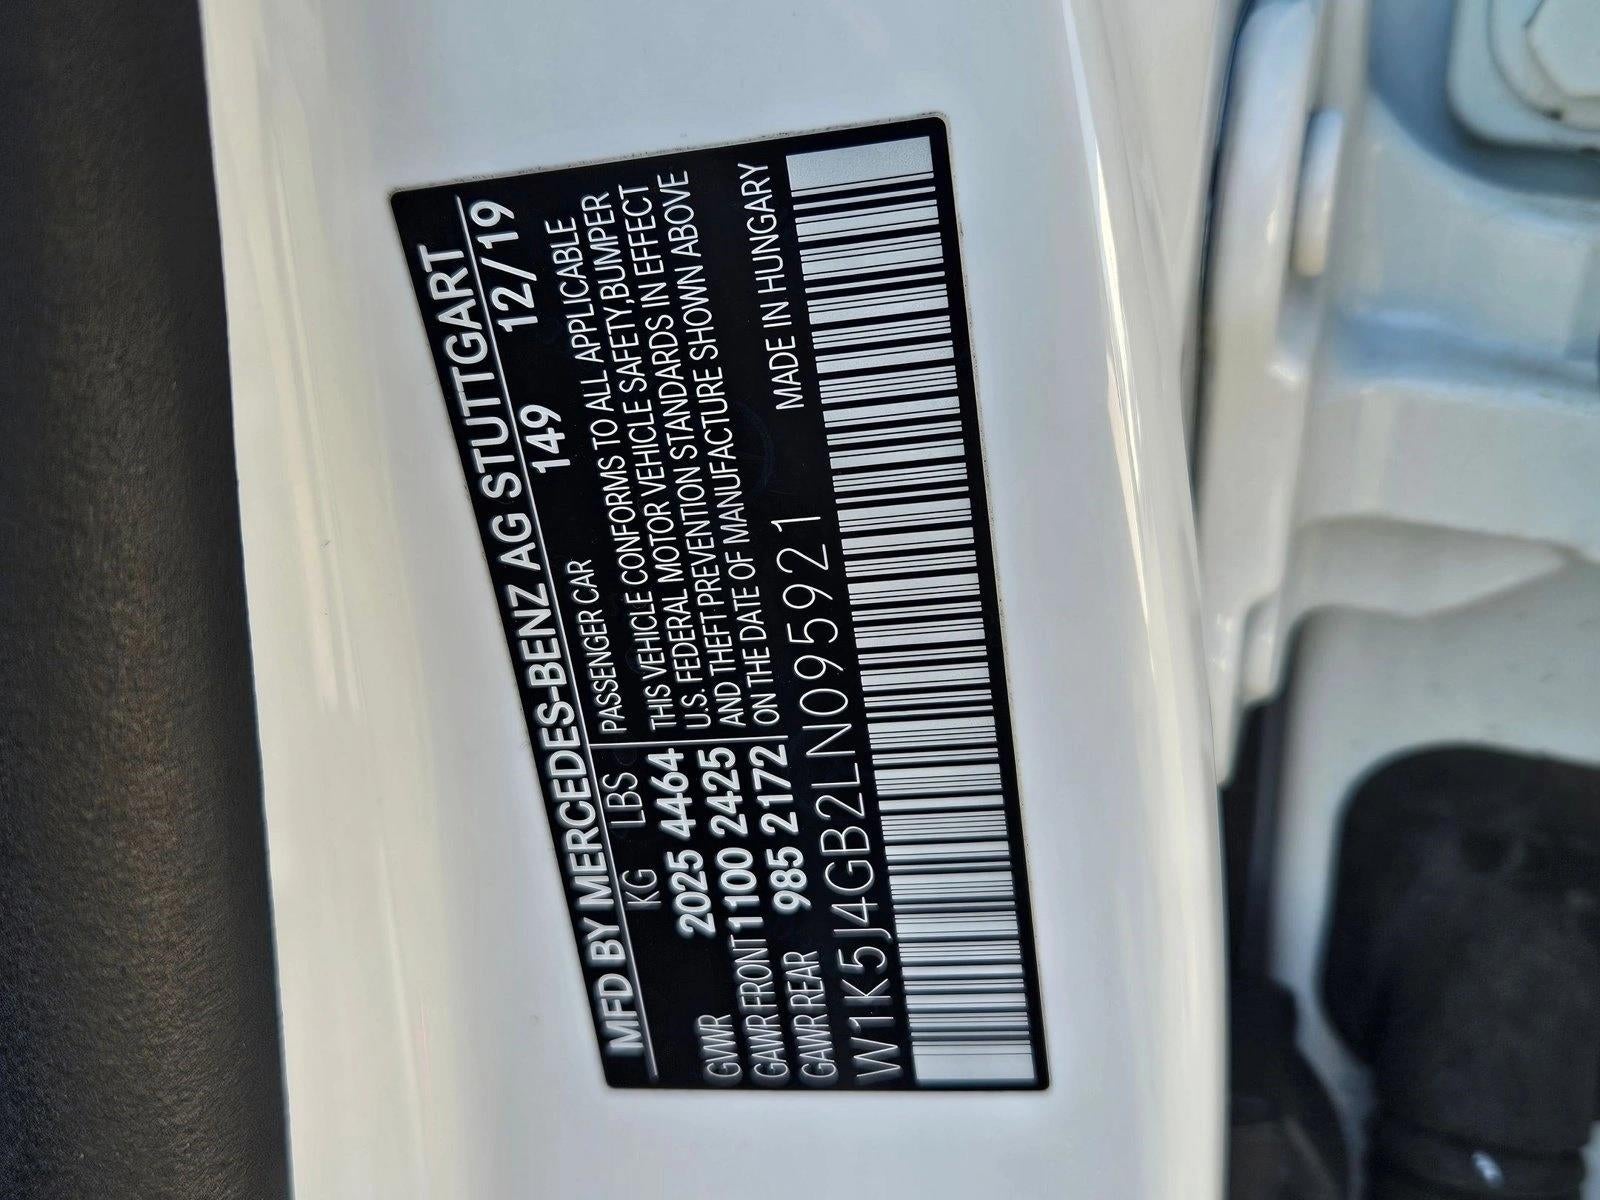 MFD BY MERCEDES-BENZ AG STUTTGART
KG LBS 149 12/19
PASSENGER CAR
GVWR 2025 4464 THIS VEHICLE CONFORMS TO ALL APPLICABLE
GAWR FRONT 1100 2425 U.S. FEDERAL MOTOR VEHICLE SAFETY,BUMPER
GAWR REAR 985 2172 AND THEFT PREVENTION STANDARDS IN EFFECT
ON THE DATE OF MANUFACTURE SHOWN ABOVE
W1K5J4GB2LN095921 MADE IN HUNGARY